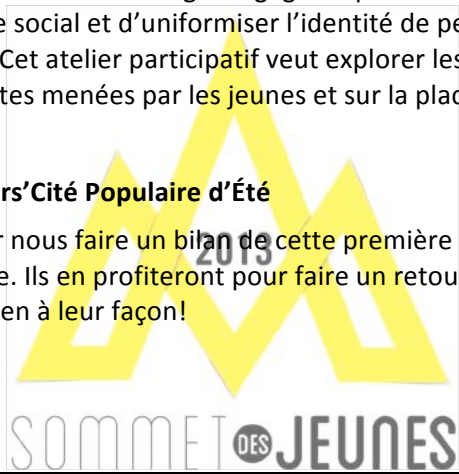 e social et d’uniformiser l’identité de pe
Cet atelier participatif veut explorer les
tes menées par les jeunes et sur la plac
rs’Cité Populaire d’Été
r nous faire un bilan de cette première
2013
e. Ils en profiteront pour faire un retou
en à leur façon!
SOMMET DES JEUNES